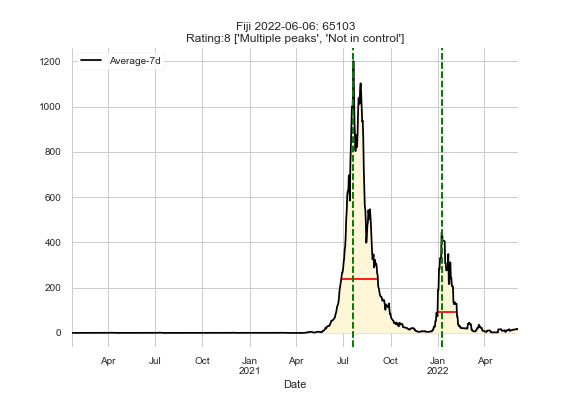 Fiji 2022-06-06: 65103
Rating:8 ['Multiple peaks', 'Not in control']
Average-7d
1200
1000
800
600
400
200
0
Apr Jul Oct Jan Jul Oct Jan Apr
2021 2022
Date